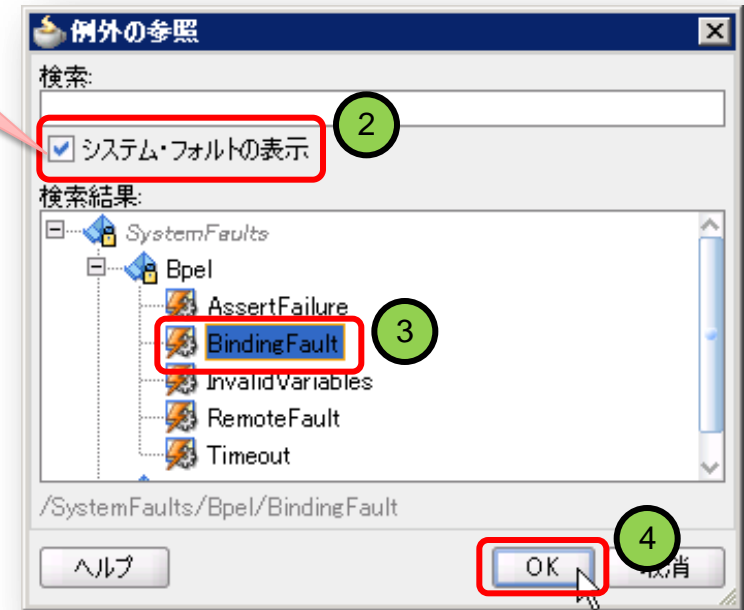 例外の参照
検索:
2
システム・フォルトの表示
検索結果:
SystemFaults
Bpel
AssertFailure
BindingFault
3
InvalidVariables
RemoteFault
Timeout
/SystemFaults/Bpel/BindingFault
4
ヘルプ
OK
取消